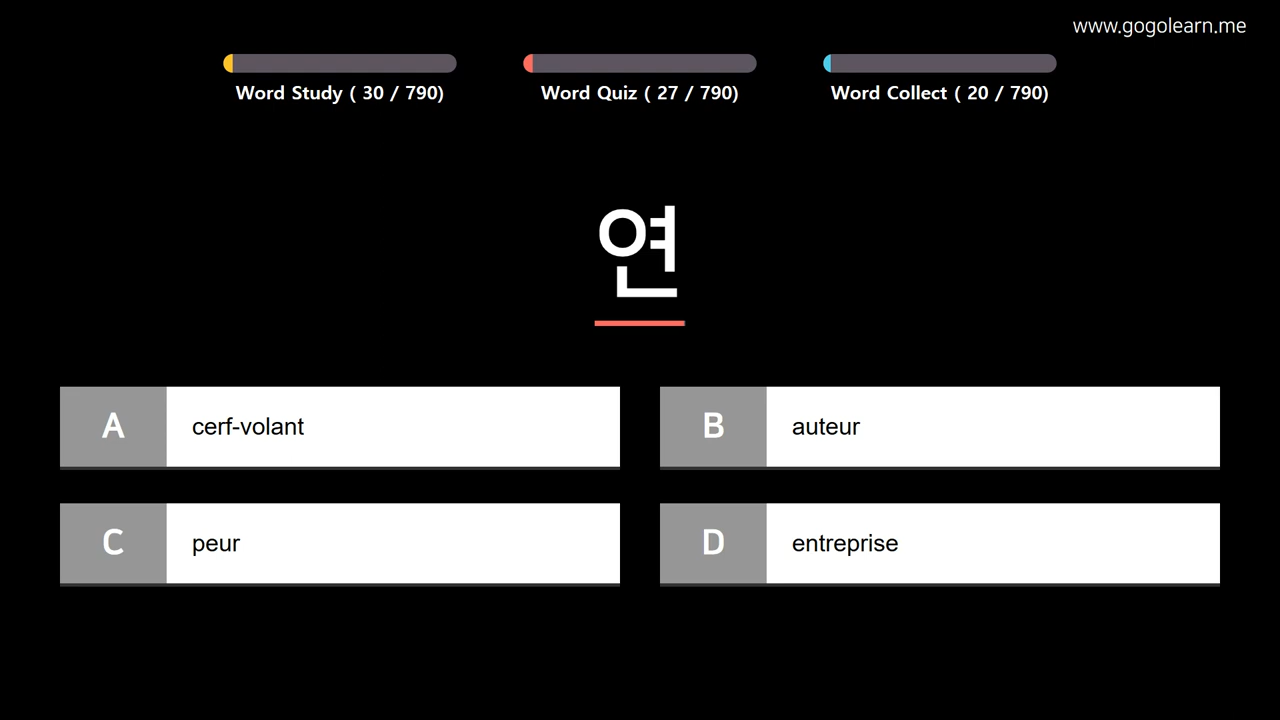 www.gogolearn.me
Word Study ( 30 / 790)
Word Quiz ( 27 / 790)
Word Collect ( 20 / 790)
연
A cerf-volant
B auteur
C peur
D entreprise